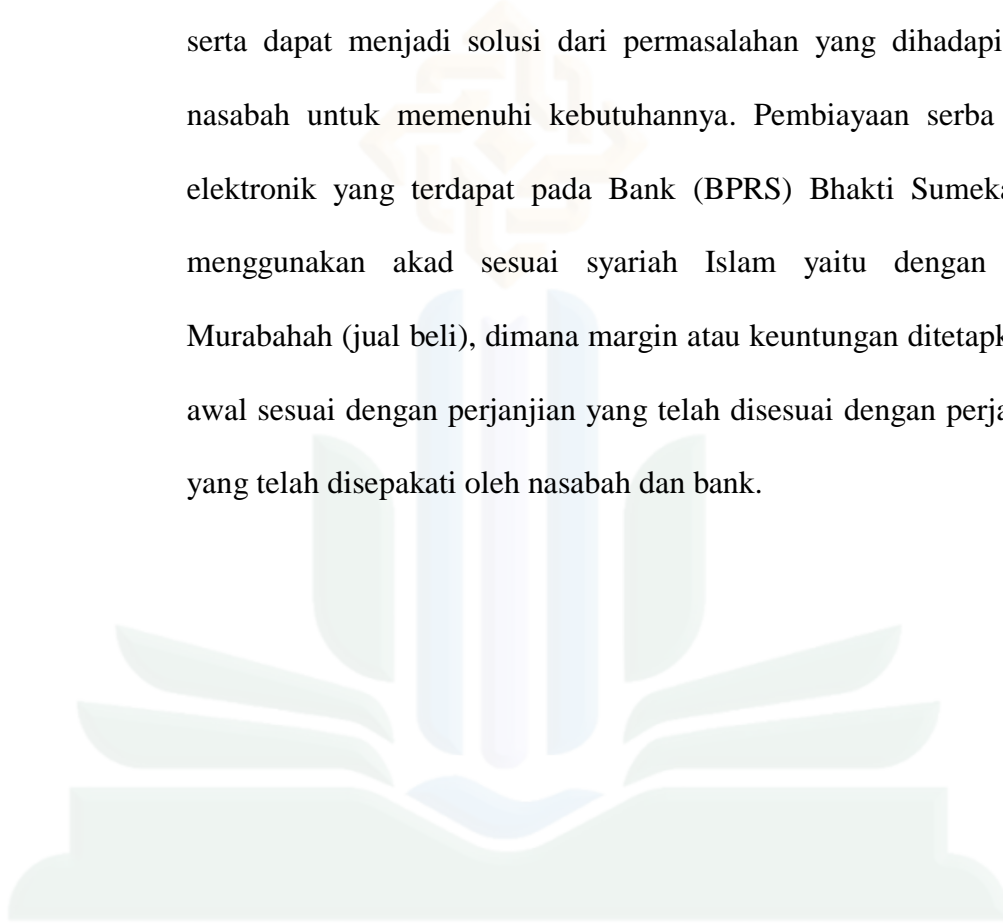 serta dapat menjadi solusi dari permasalahan yang dihadapi
nasabah untuk memenuhi kebutuhannya. Pembiayaan serba
elektronik yang terdapat pada Bank (BPRS) Bhakti
menggunakan akad sesuai syariah Islam yaitu dengan
Murabahah (jual beli), dimana margin atau keuntungan
awal sesuai dengan perjanjian yang telah disesuai dengan
yang telah disepakati oleh nasabah dan bank.